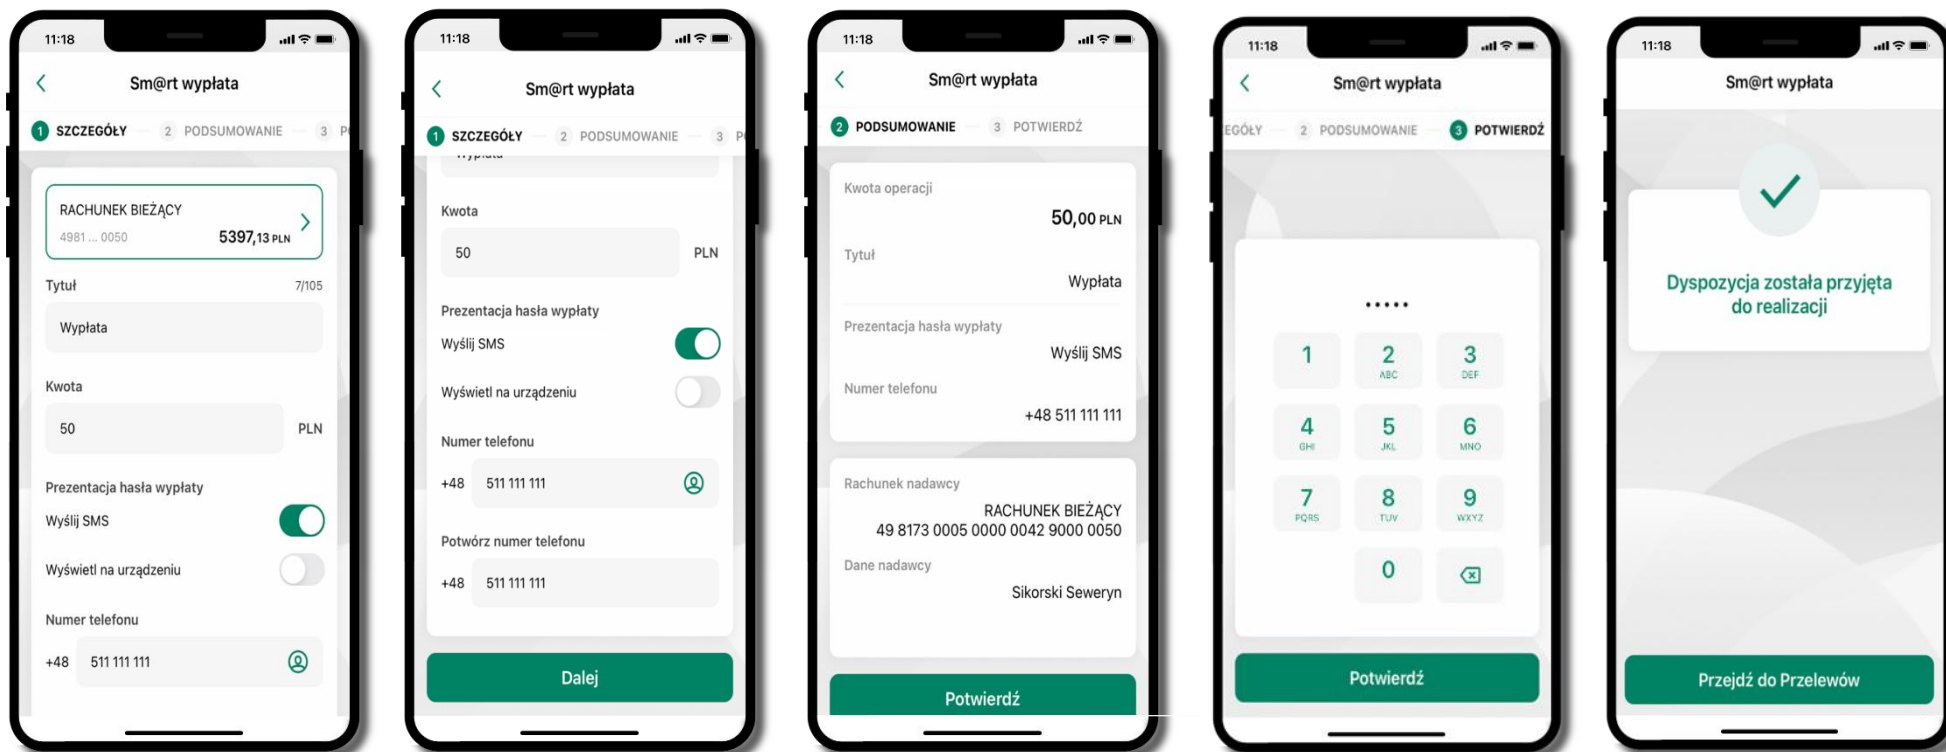 11:18
Sm@rt wypłata
1 SZCZEGÓŁY 2 PODSUMOWANIE 3
RACHUNEK BIEŻĄCY
4981 ... 0050 5397,13 PLN
Tytuł 7/105
Wypłata
Kwota
50 PLN
Prezentacja hasła wypłaty
Wyślij SMS
Wyświetl na urządzeniu
Numer telefonu
+48 511 111 111
11:18
Sm@rt wypłata
1 SZCZEGÓŁY 2 PODSUMOWANIE 3
Wypłata
Kwota
50 PLN
Prezentacja hasła wypłaty
Wyślij SMS
Wyświetl na urządzeniu
Numer telefonu
+48 511 111 111
Potwórz numer telefonu
+48 511 111 111
Dalej
11:18
Sm@rt wypłata
2 PODSUMOWANIE 3 POTWIERDŹ
Kwota operacji
50,00 PLN
Tytuł
Wypłata
Prezentacja hasła wypłaty
Wyślij SMS
Numer telefonu
+48 511 111 111
Rachunek nadawcy
RACHUNEK BIEŻĄCY
49 8173 0005 0000 0042 9000 0050
Dane nadawcy
Sikorski Seweryn
Potwierdź
11:18
Sm@rt wypłata
EGÓŁY 2 PODSUMOWANIE 3 POTWIERDŹ
•••••
1 2 3
ABC DEF
4 5 6
GHI JKL MNO
7 8 9
PQRS TUV WXYZ
0
Potwierdź
11:18
Sm@rt wypłata
Dyspozycja została przyjęta
do realizacji
Przejdź do Przelewów